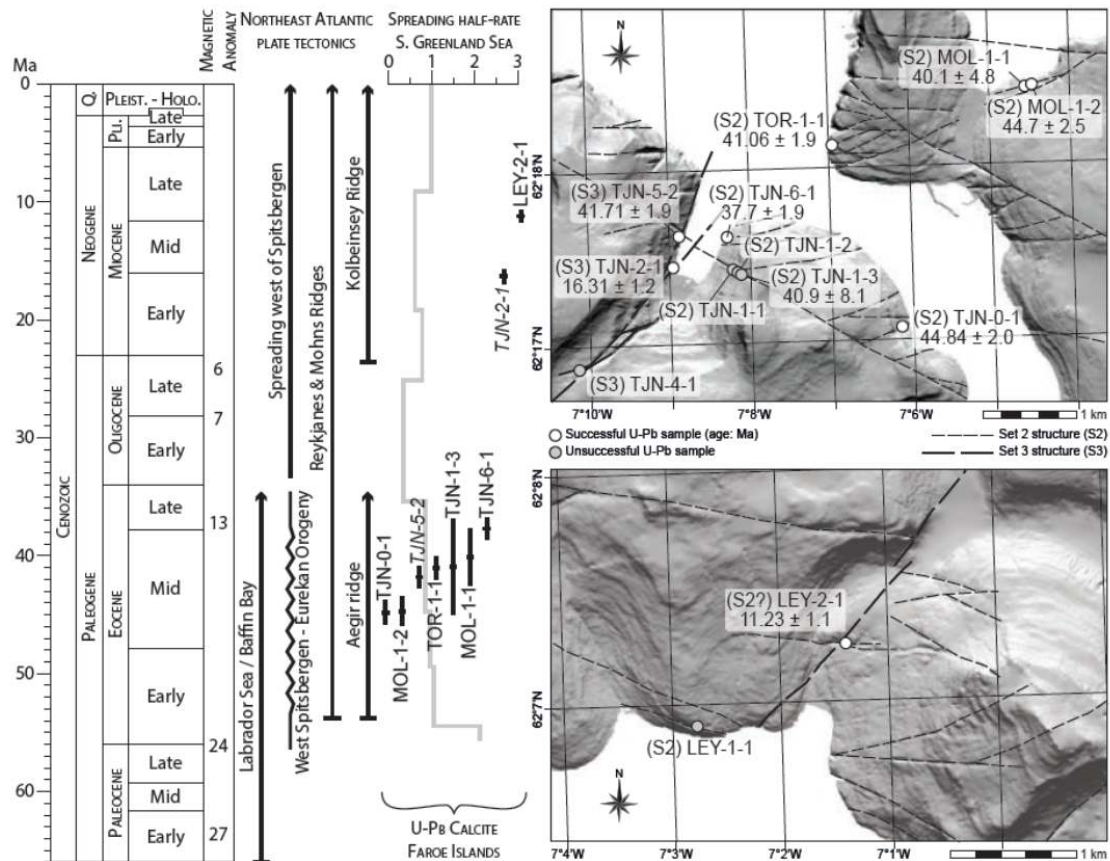 NORTHEAST ATLANTIC
PLATE TECTONICS
SPREADING HALF-RATE
S. GREENLAND SEA
MAGNETIC
ANOMALY
Ma
0
1
2
3
0
10
20
30
40
50
60
CENOZOIC
NEOGENE
PALEOGENE
Q.
PLI.
MIOCENE
OLIGOCENE
EOCENE
PALEOCENE
PLEIST. - HOLO.
Late
Early
Late
Mid
Early
Late
Early
Late
Mid
Early
Late
Mid
Early
6
7
13
24
27
Labrador Sea / Baffin Bay
Spreading west of Spitsbergen
West Spitsbergen - Eurekan Orogeny
Reykjanes & Mohns Ridges
Kolbeinsey Ridge
Aegir ridge
LEY-2-1
TJN-2-1
TJN-0-1
MOL-1-2
TJN-5-2
TOR-1-1
TJN-1-3
MOL-1-1
TJN-6-1
U-PB CALCITE
FAROE ISLANDS
N
(S2) MOL-1-1
40.1 ± 4.8
(S2) MOL-1-2
44.7 ± 2.5
(S2) TOR-1-1
41.06 ± 1.9
(S3) TJN-5-2
41.71 ± 1.9
(S2) TJN-6-1
37.7 ± 1.9
(S2) TJN-1-2
(S3) TJN-2-1
16.31 ± 1.2
(S2) TJN-1-3
40.9 ± 8.1
(S2) TJN-1-1
(S2) TJN-0-1
44.84 ± 2.0
(S3) TJN-4-1
62°18'N
62°17'N
7°10'W
7°8'W
7°6'W
1 km
Successful U-Pb sample (age: Ma)
Unsuccessful U-Pb sample
Set 2 structure (S2)
Set 3 structure (S3)
62°8'N
62°7'N
(S2?) LEY-2-1
11.23 ± 1.1
(S2) LEY-1-1
N
7°4'W
7°3'W
7°2'W
7°1'W
1 km